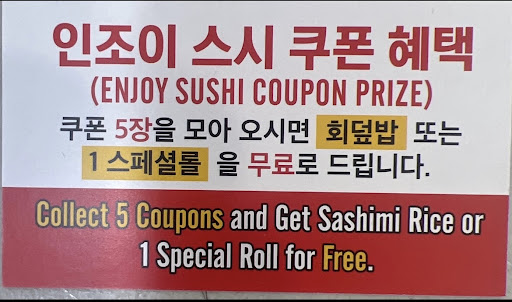 인조이 스시 쿠폰 혜택
(ENJOY SUSHI COUPON PRIZE)
쿠폰 5장을 모아 오시면 회덮밥 또는
1 스페셜롤 을 무료로 드립니다.
Collect 5 Coupons and Get Sashimi Rice or
1 Special Roll for Free.